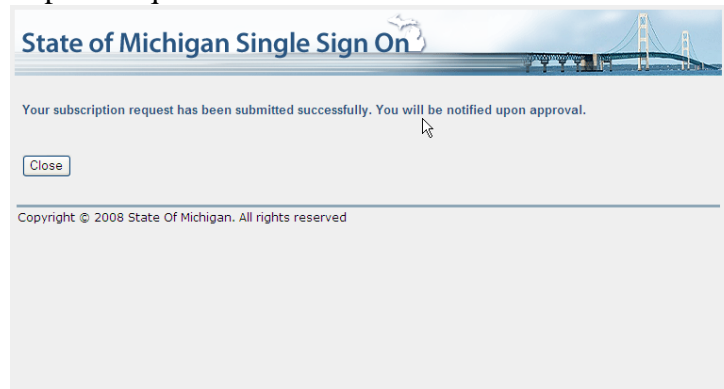 State of Michigan Single Sign On
Your subscription request has been submitted successfully. You will be notified upon approval.
Close
Copyright © 2008 State Of Michigan. All rights reserved